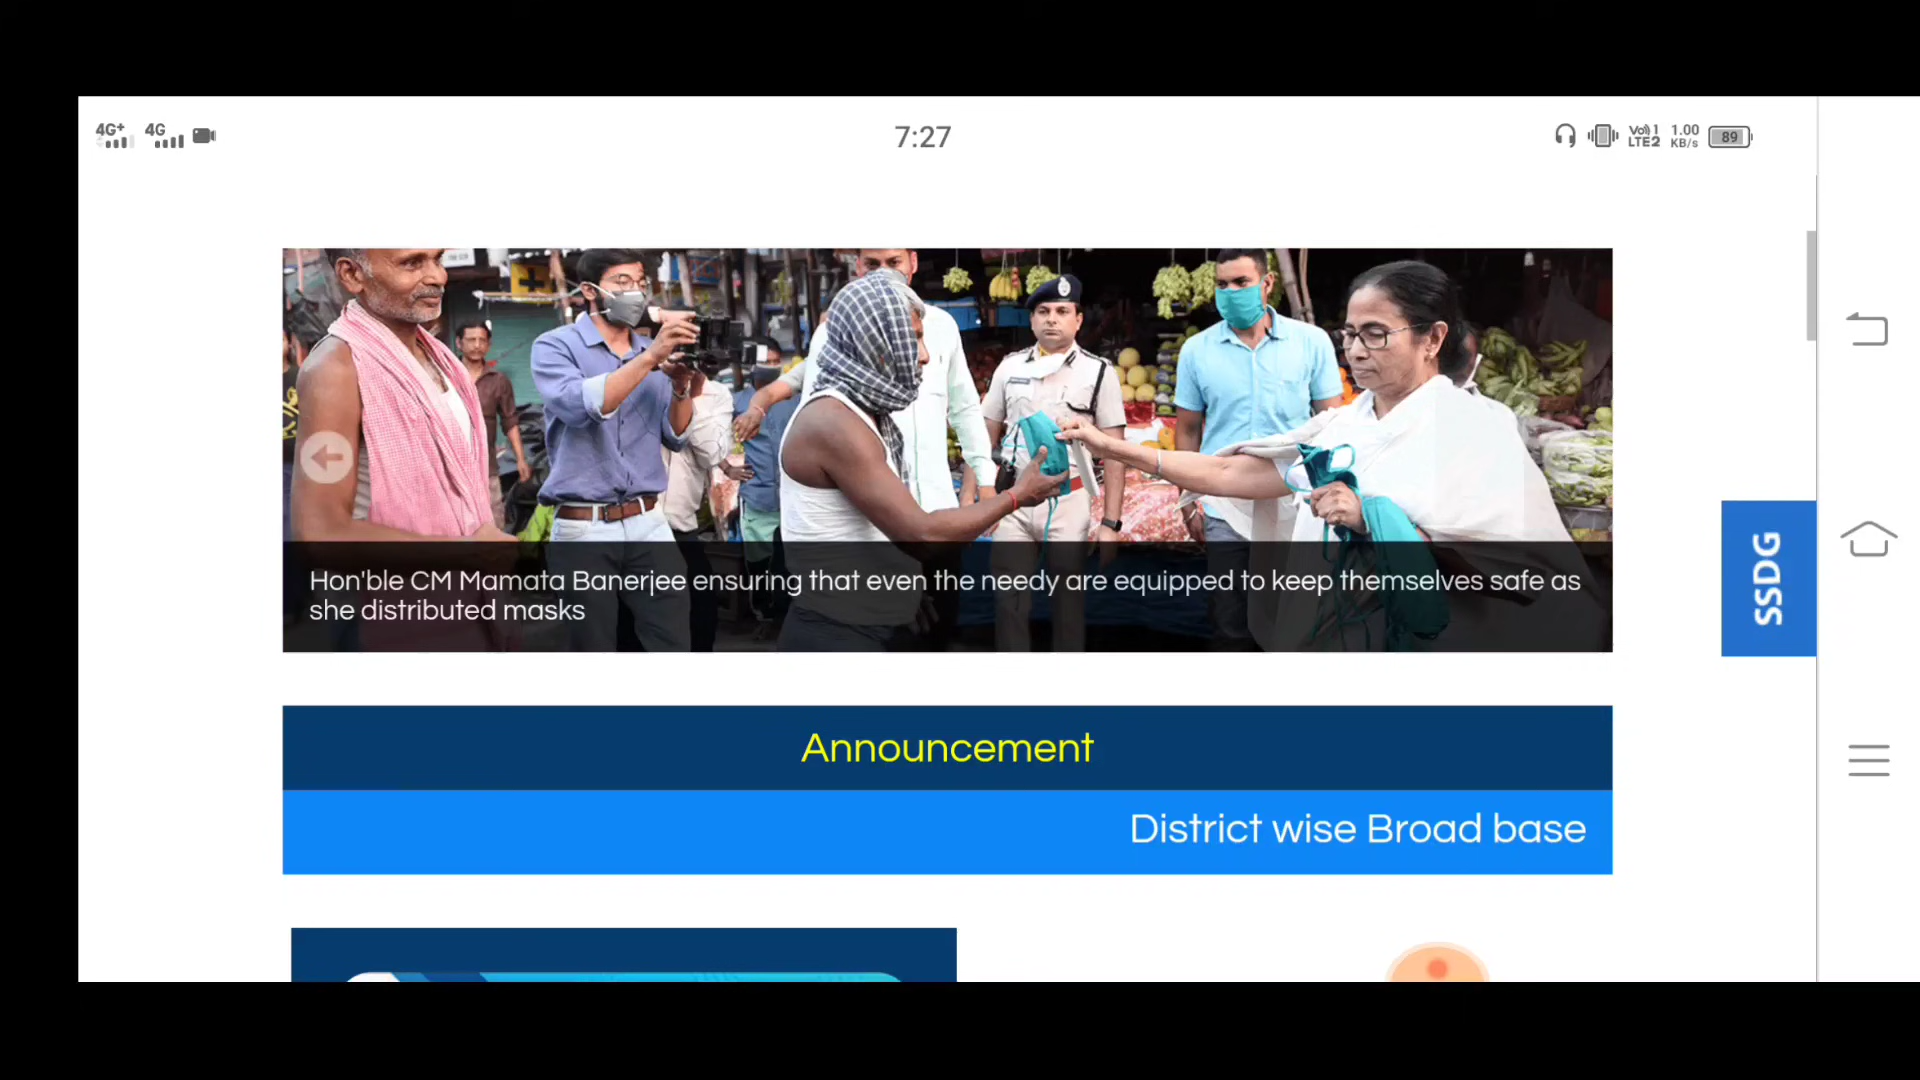 4G+ 4G 7:27 Vo)) 1 LTE2 1.00 KB/s 89
Hon'ble CM Mamata Banerjee ensuring that even the needy are equipped to keep themselves safe as
she distributed masks
SSDG
Announcement
District wise Broad base